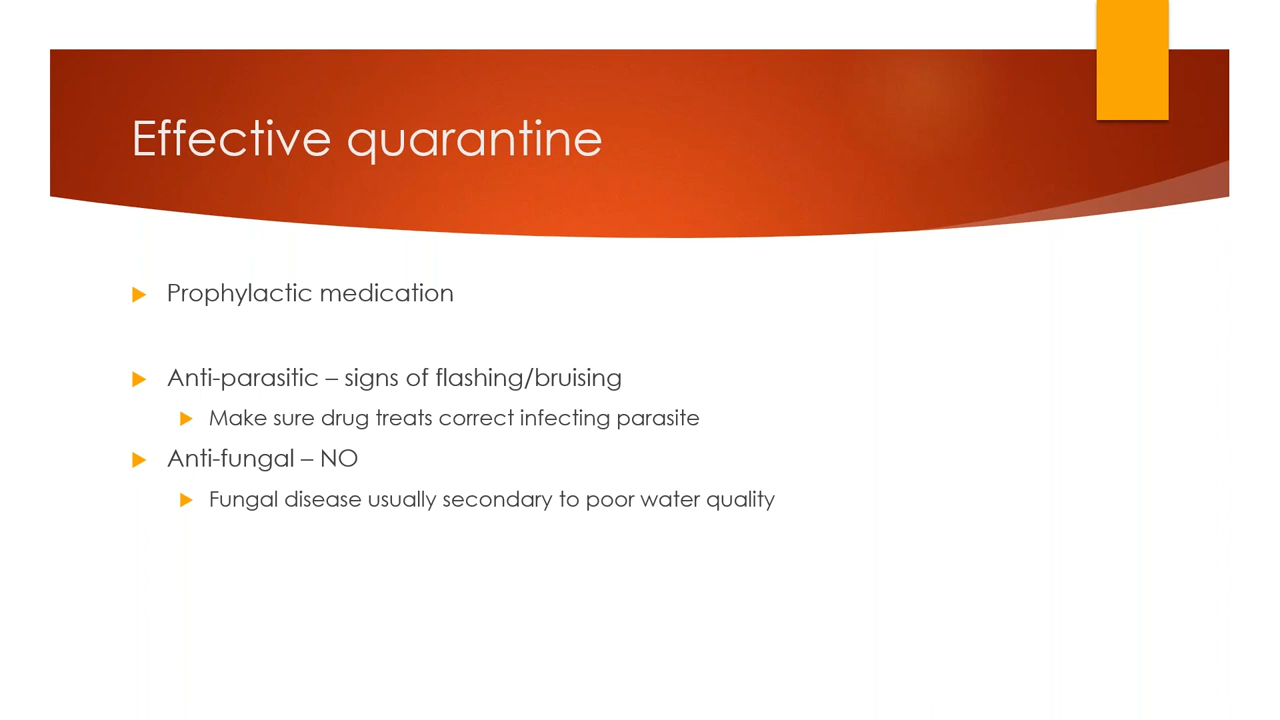 Effective quarantine
Prophylactic medication
Anti-parasitic – signs of flashing/bruising
Make sure drug treats correct infecting parasite
Anti-fungal – NO
Fungal disease usually secondary to poor water quality